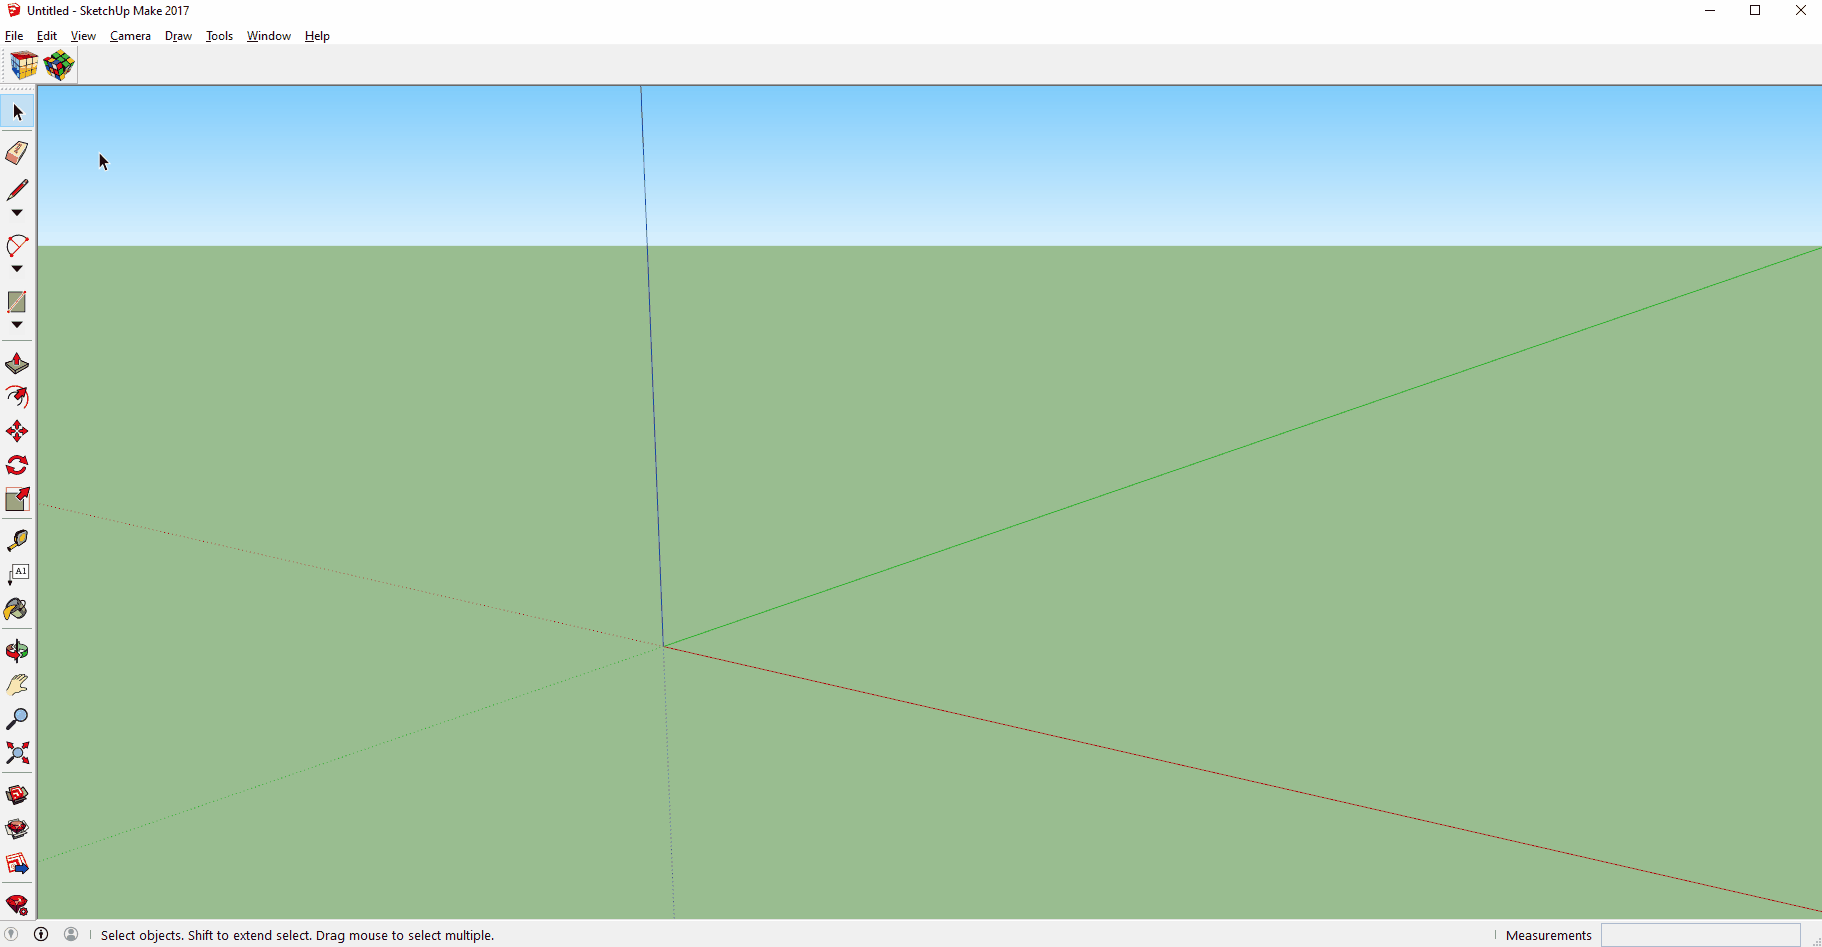 Untitled - SketchUp Make 2017
File Edit View Camera Draw Tools Window Help
A1
Select objects. Shift to extend select. Drag mouse to select multiple.
Measurements